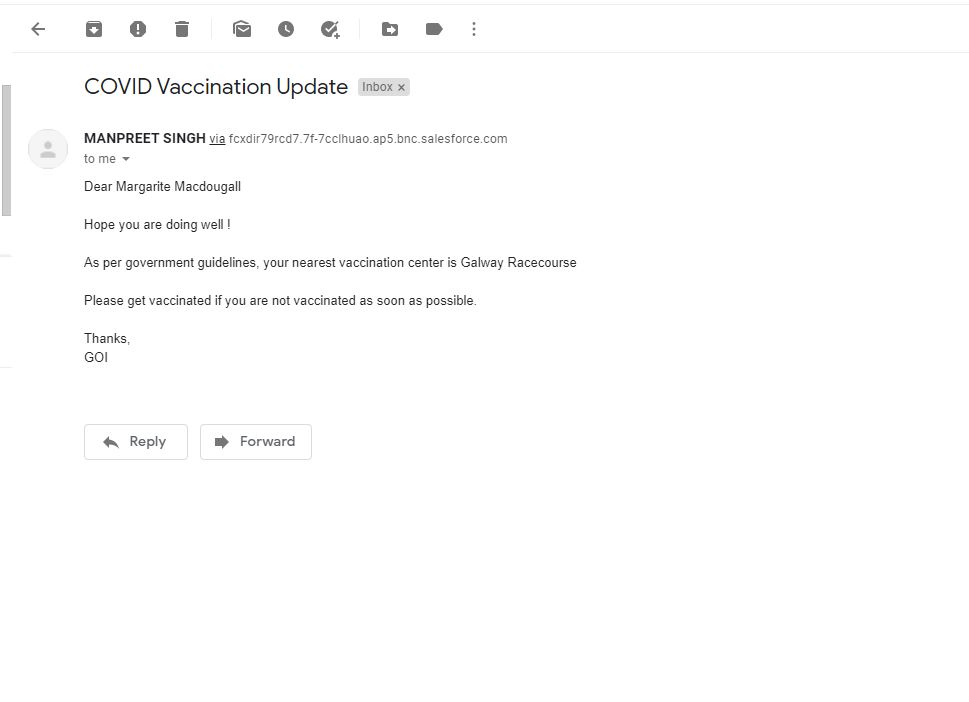 COVID Vaccination Update Inbox ×
MANPREET SINGH via fcxdir79rcd7.7f-7cclhuao.ap5.bnc.salesforce.com
to me
Dear Margarite Macdougall
Hope you are doing well !
As per government guidelines, your nearest vaccination center is Galway Racecourse
Please get vaccinated if you are not vaccinated as soon as possible.
Thanks,
GOI
Reply Forward